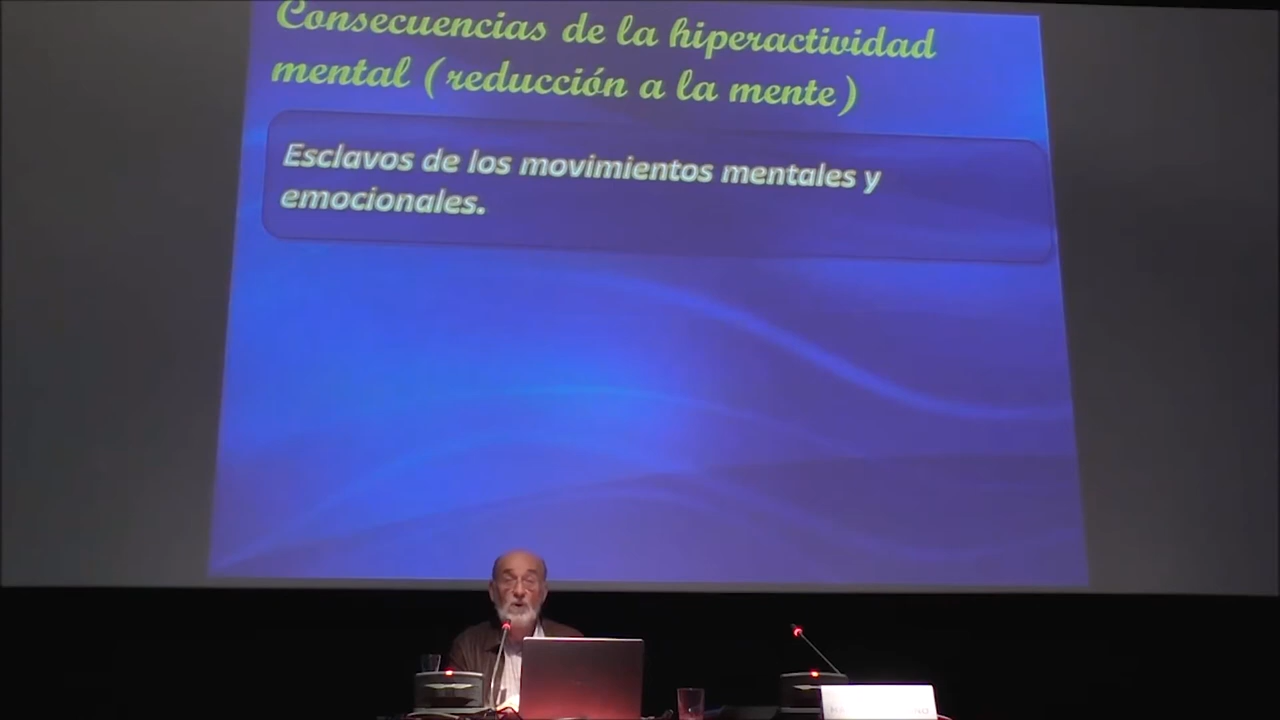 Consecuencias de la hiperactividad
mental (reducción a la mente)
Esclavos de los movimientos mentales y
emocionales.